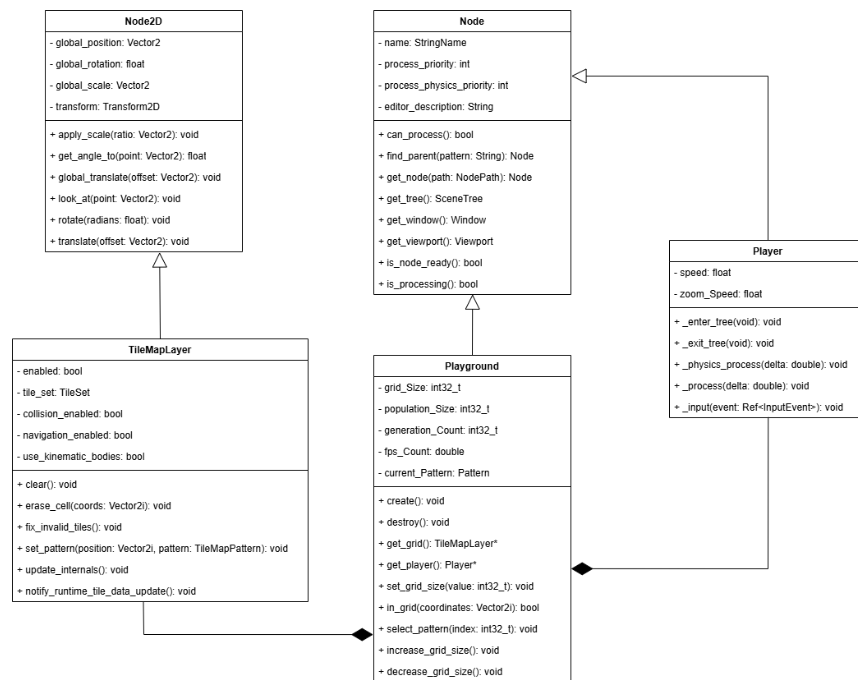 Node2D
- global_position: Vector2
- global_rotation: float
- global_scale: Vector2
- transform: Transform2D
+ apply_scale(ratio: Vector2): void
+ get_angle_to(point: Vector2): float
+ global_translate(offset: Vector2): void
+ look_at(point: Vector2): void
+ rotate(radians: float): void
+ translate(offset: Vector2): void
Node
- name: StringName
- process_priority: int
- process_physics_priority: int
- editor_description: String
+ can_process(): bool
+ find_parent(pattern: String): Node
+ get_node(path: NodePath): Node
+ get_tree(): SceneTree
+ get_window(): Window
+ get_viewport(): Viewport
+ is_node_ready(): bool
+ is_processing(): bool
Player
- speed: float
- zoom_Speed: float
+ _enter_tree(void): void
+ _exit_tree(void): void
+ _physics_process(delta: double): void
+ _process(delta: double): void
+ _input(event: Ref<InputEvent>): void
TileMapLayer
- enabled: bool
- tile_set: TileSet
- collision_enabled: bool
- navigation_enabled: bool
- use_kinematic_bodies: bool
+ clear(): void
+ erase_cell(coords: Vector2i): void
+ fix_invalid_tiles(): void
+ set_pattern(position: Vector2i, pattern: TileMapPattern): void
+ update_internals(): void
+ notify_runtime_tile_data_update(): void
Playground
- grid_Size: int32_t
- population_Size: int32_t
- generation_Count: int32_t
- fps_Count: double
- current_Pattern: Pattern
+ create(): void
+ destroy(): void
+ get_grid(): TileMapLayer*
+ get_player(): Player*
+ set_grid_size(value: int32_t): void
+ in_grid(coordinates: Vector2i): bool
+ select_pattern(index: int32_t): void
+ increase_grid_size(): void
+ decrease_grid_size(): void